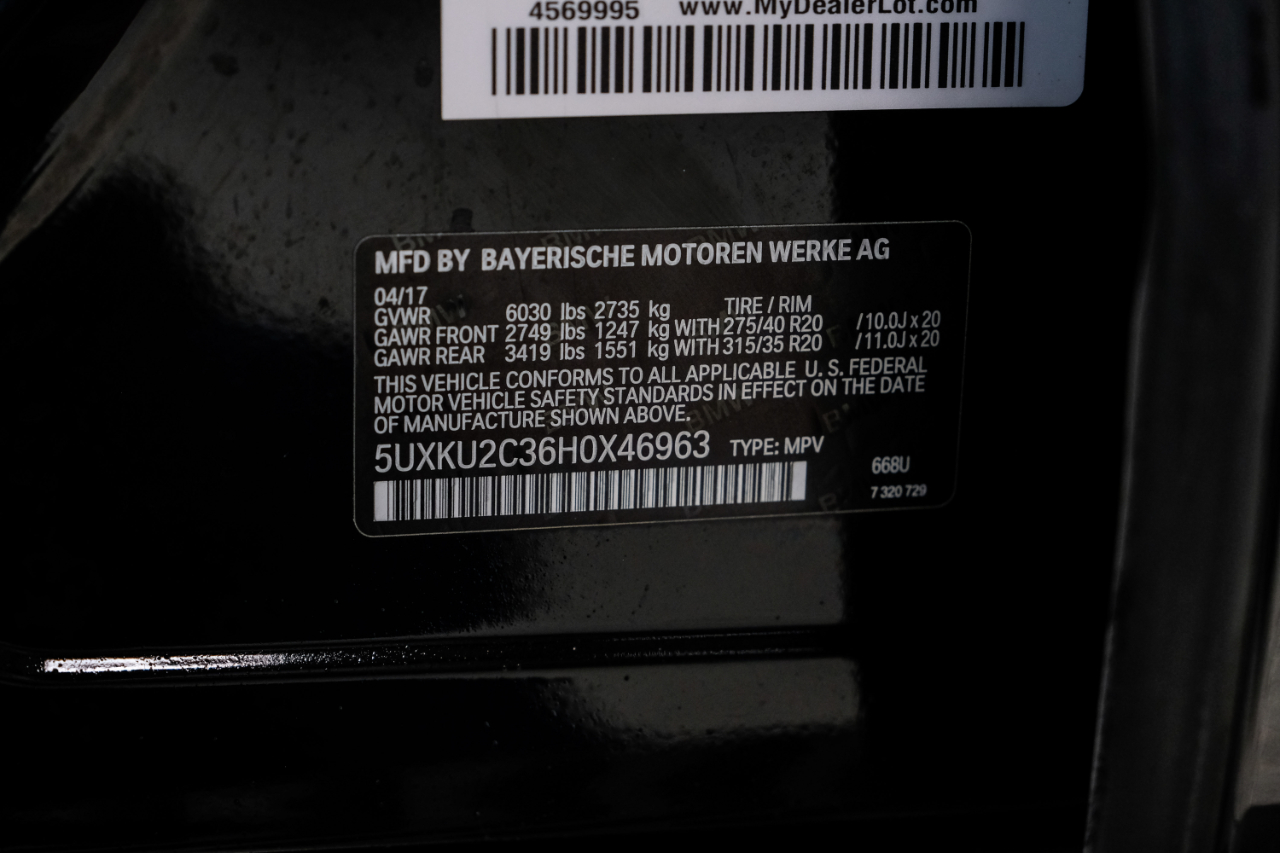 4569995 www.MyDealerLot.com
MFD BY BAYERISCHE MOTOREN WERKE AG
04/17
GVWR 6030 lbs 2735 kg TIRE / RIM
GAWR FRONT 2749 lbs 1247 kg WITH 275/40 R20 /10.0J x 20
GAWR REAR 3419 lbs 1551 kg WITH 315/35 R20 /11.0J x 20
THIS VEHICLE CONFORMS TO ALL APPLICABLE U. S. FEDERAL
MOTOR VEHICLE SAFETY STANDARDS IN EFFECT ON THE DATE
OF MANUFACTURE SHOWN ABOVE.
5UXKU2C36H0X46963 TYPE: MPV
668U
7 320 729